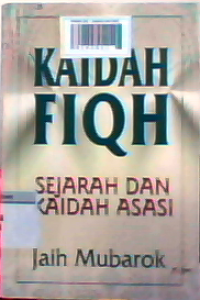 KAIDAH
FIQH
SEJARAH DAN
KAIDAH ASASI
Jaih Mubarok